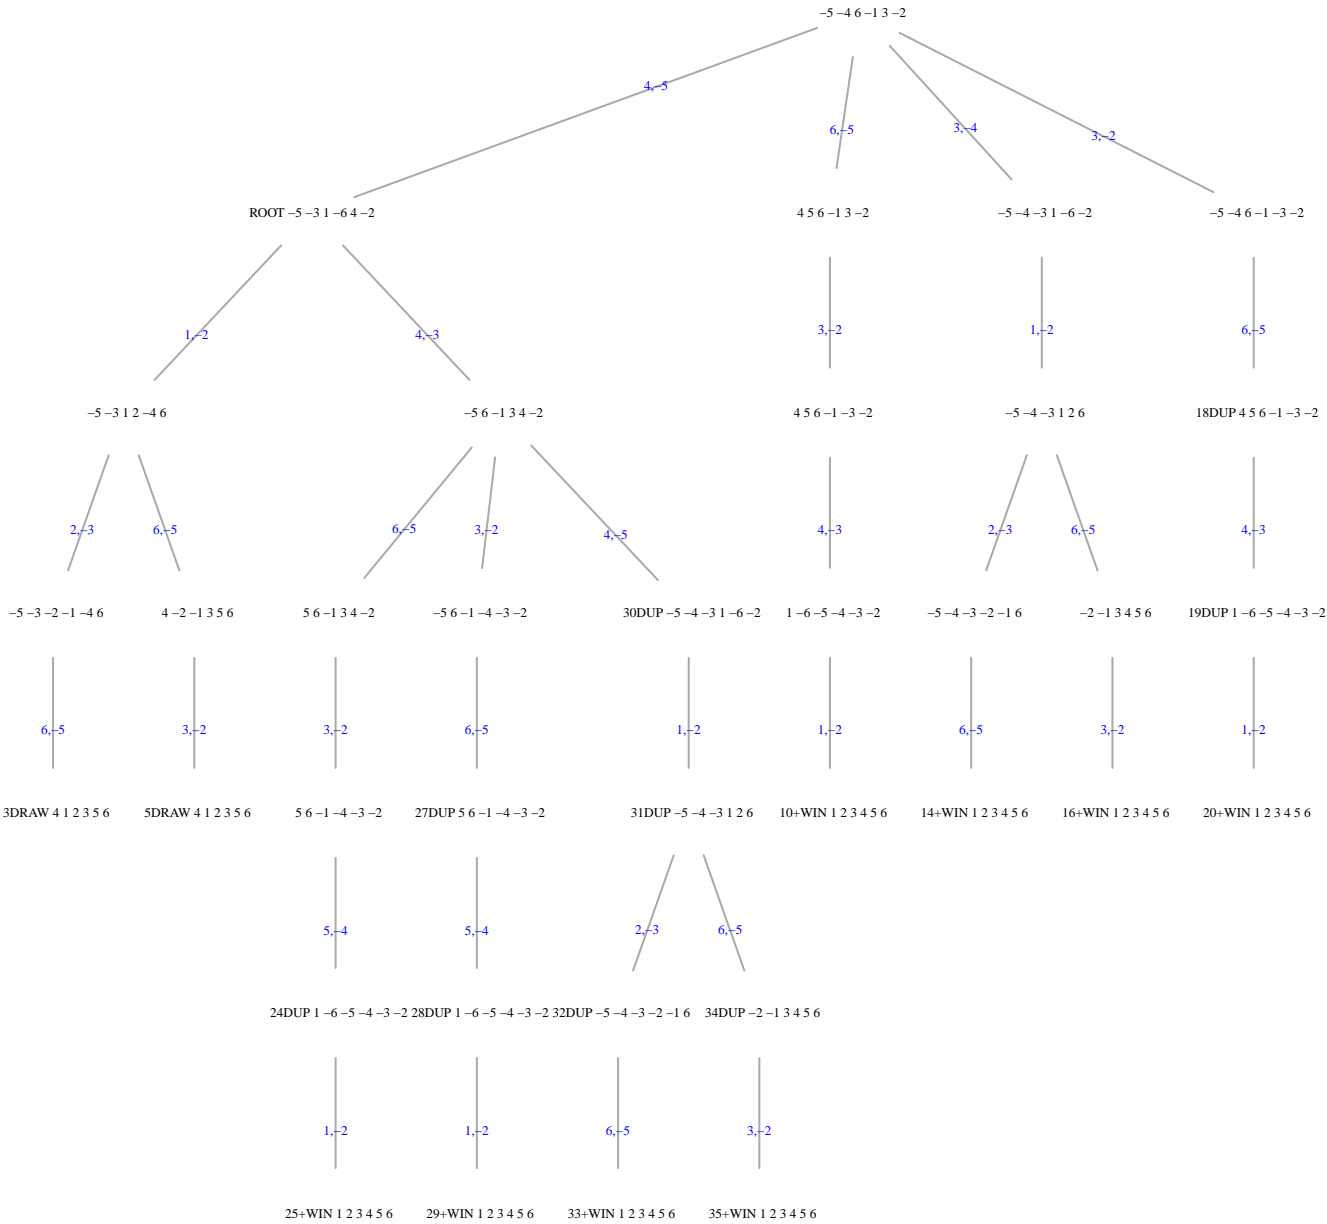 −5 −4 6 −1 3 −2
4,−5
6,−5
3,−4
3,−2
ROOT −5 −3 1 −6 4 −2
4 5 6 −1 3 −2
−5 −4 −3 1 −6 −2
−5 −4 6 −1 −3 −2
1,−2
4,−3
3,−2
1,−2
6,−5
−5 −3 1 2 −4 6
−5 6 −1 3 4 −2
4 5 6 −1 −3 −2
−5 −4 −3 1 2 6
18DUP 4 5 6 −1 −3 −2
2,−3
6,−5
6,−5
3,−2
4,−5
4,−3
2,−3
6,−5
4,−3
−5 −3 −2 −1 −4 6
4 −2 −1 3 5 6
5 6 −1 3 4 −2
−5 6 −1 −4 −3 −2
30DUP −5 −4 −3 1 −6 −2
1 −6 −5 −4 −3 −2
−5 −4 −3 −2 −1 6
−2 −1 3 4 5 6
19DUP 1 −6 −5 −4 −3 −2
6,−5
3,−2
3,−2
6,−5
1,−2
1,−2
6,−5
3,−2
1,−2
3DRAW 4 1 2 3 5 6
5DRAW 4 1 2 3 5 6
5 6 −1 −4 −3 −2
27DUP 5 6 −1 −4 −3 −2
31DUP −5 −4 −3 1 2 6
10+WIN 1 2 3 4 5 6
14+WIN 1 2 3 4 5 6
16+WIN 1 2 3 4 5 6
20+WIN 1 2 3 4 5 6
5,−4
5,−4
2,−3
6,−5
24DUP 1 −6 −5 −4 −3 −2
28DUP 1 −6 −5 −4 −3 −2
32DUP −5 −4 −3 −2 −1 6
34DUP −2 −1 3 4 5 6
1,−2
1,−2
6,−5
3,−2
25+WIN 1 2 3 4 5 6
29+WIN 1 2 3 4 5 6
33+WIN 1 2 3 4 5 6
35+WIN 1 2 3 4 5 6